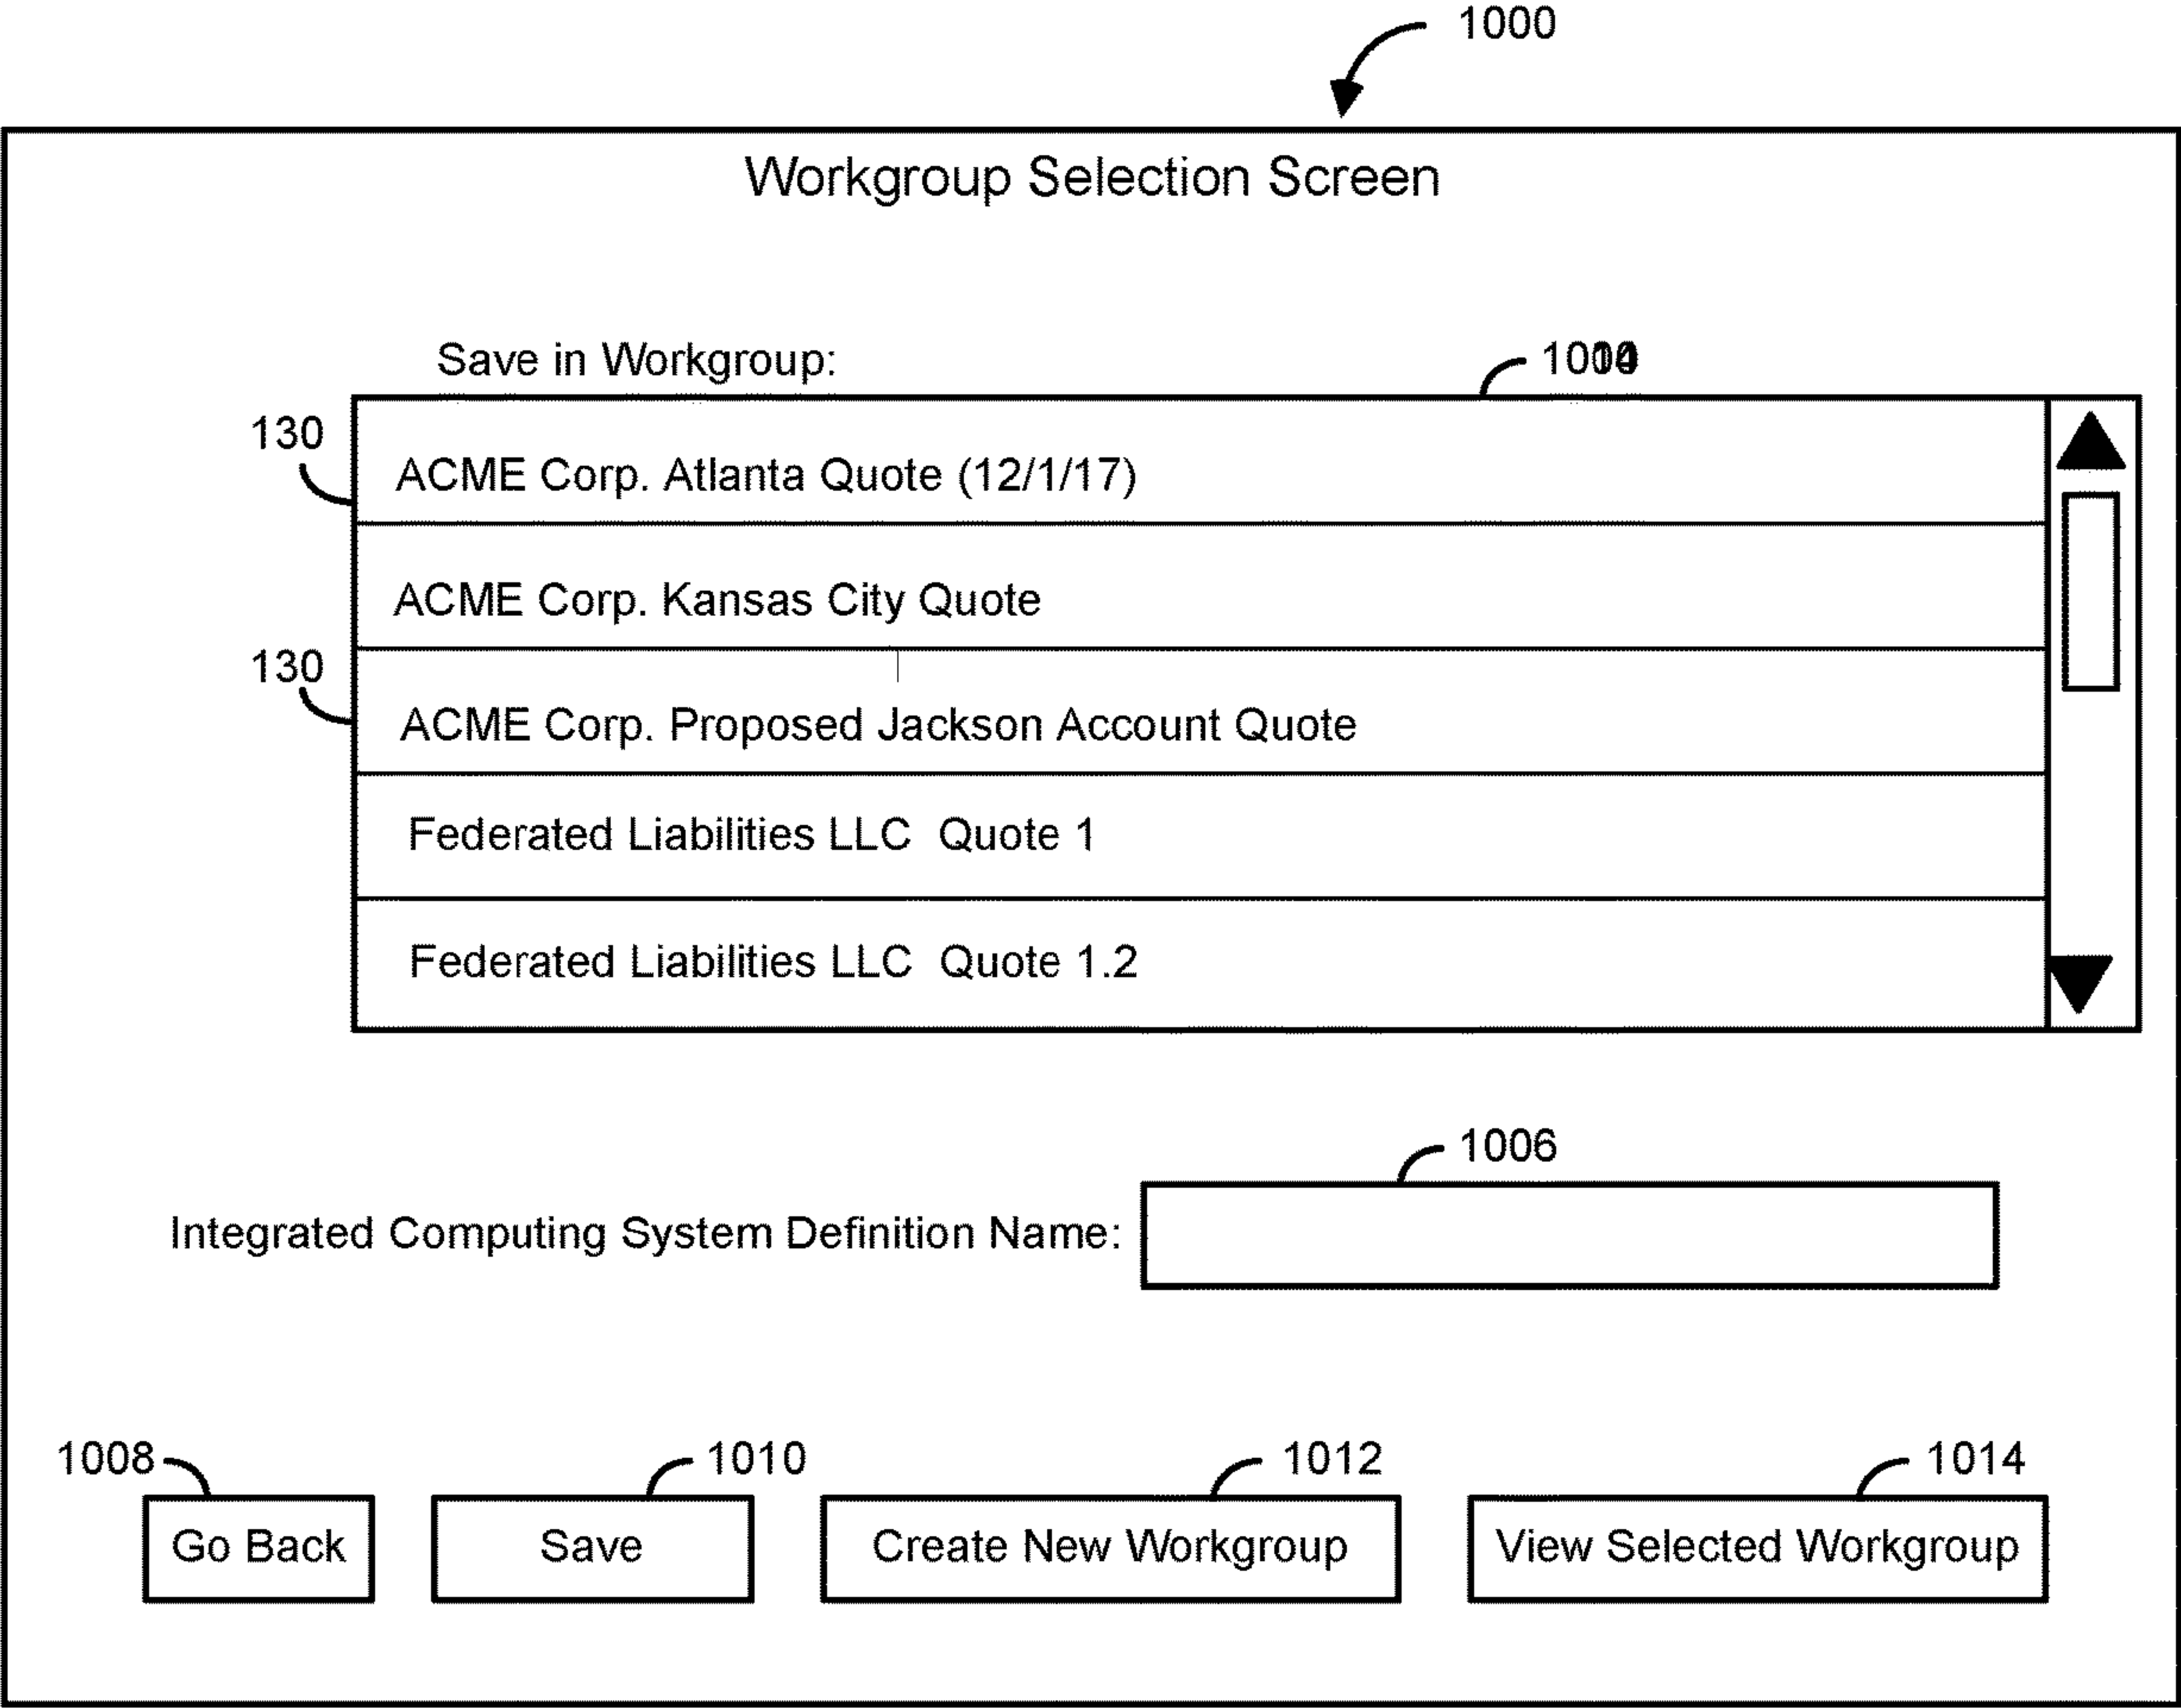 1000
Workgroup Selection Screen
Save in Workgroup:
130
ACME Corp. Atlanta Quote (12/1/17)
ACME Corp. Kansas City Quote
130
ACME Corp. Proposed Jackson Account Quote
Federated Liabilities LLC Quote 1
Federated Liabilities LLC Quote 1.2
1006
Integrated Computing System Definition Name:
1008 1010 1012 1014
Go Back Save Create New Workgroup View Selected Workgroup